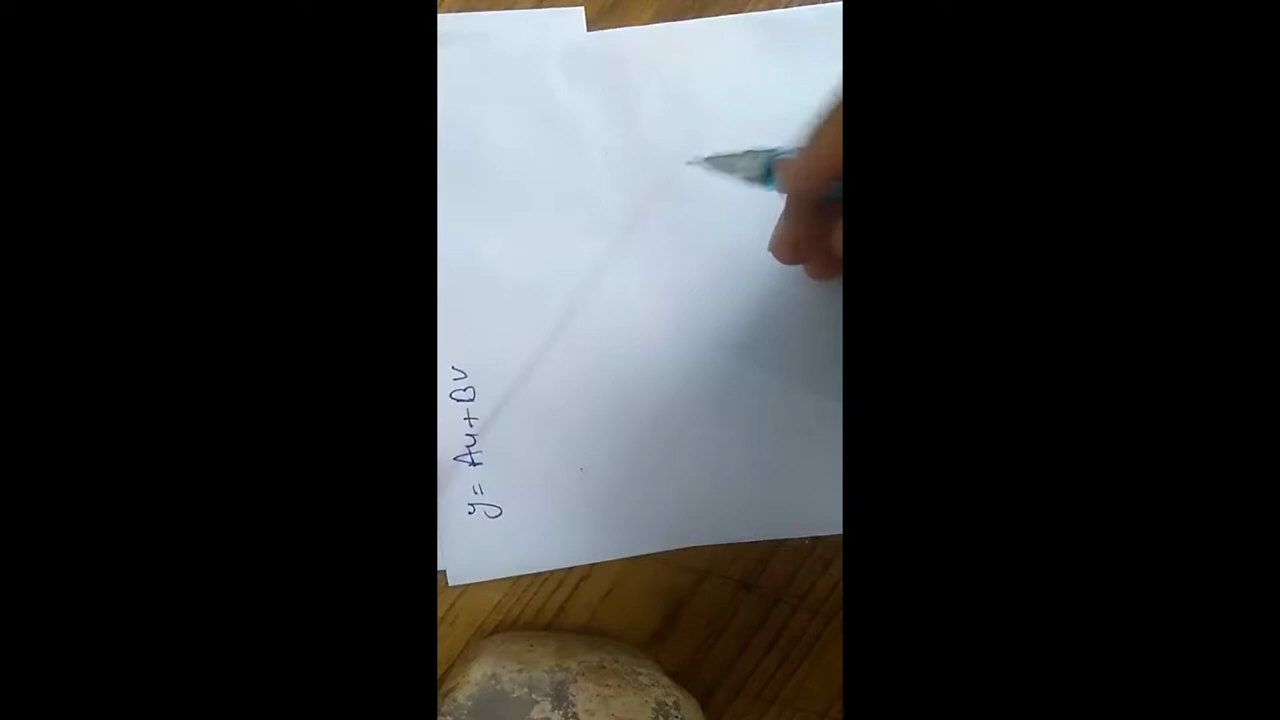 y = Au + Bv